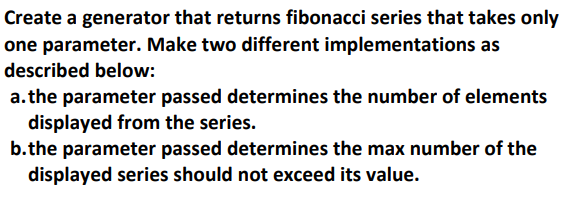 Create a generator that returns fibonacci series that takes only
one parameter. Make two different implementations as
described below:
a.the parameter passed determines the number of elements
displayed from the series.
b.the parameter passed determines the max number of the
displayed series should not exceed its value.